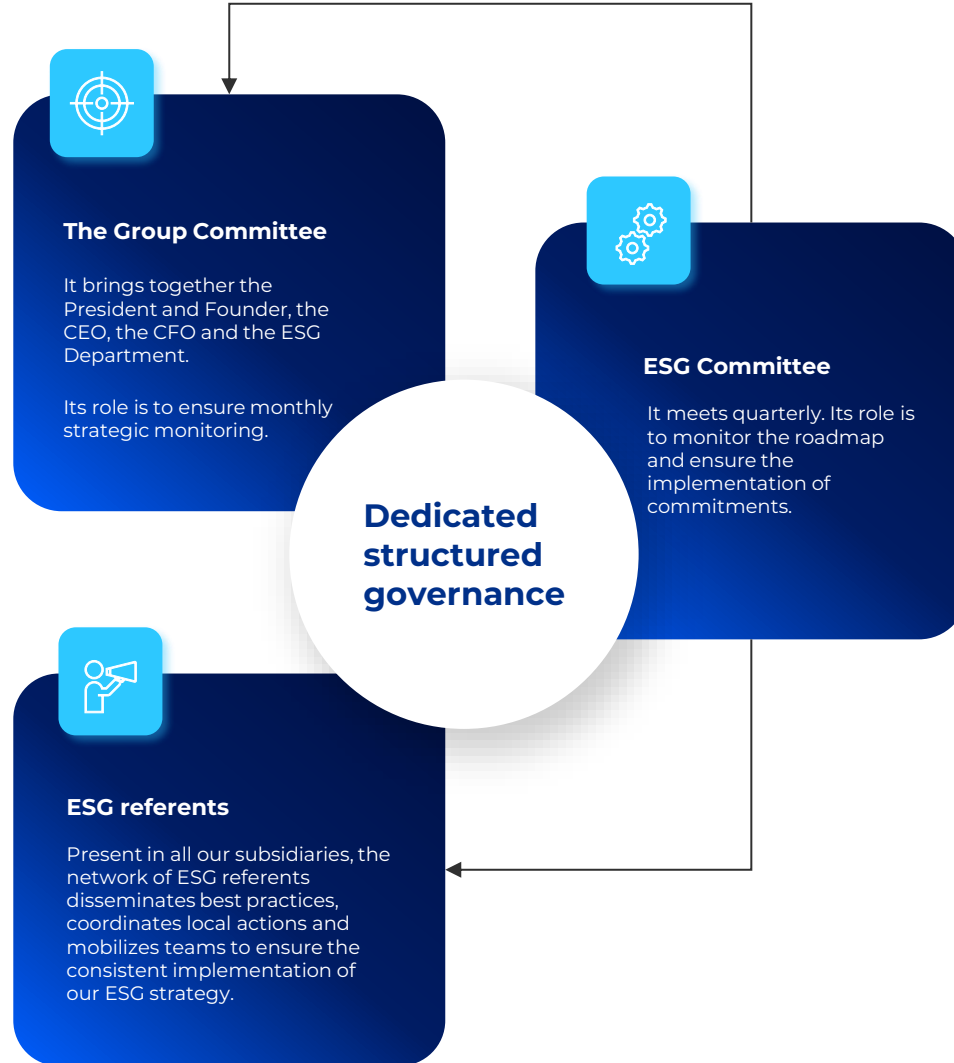 The Group Committee
It brings together the
President and Founder, the
CEO, the CFO and the ESG
Department.
Its role is to ensure monthly
strategic monitoring.
ESG Committee
It meets quarterly. Its role is
to monitor the roadmap
and ensure the
implementation of
commitments.
Dedicated
structured
governance
ESG referents
Present in all our subsidiaries, the
network of ESG referents
disseminates best practices,
coordinates local actions and
mobilizes teams to ensure the
consistent implementation of
our ESG strategy.